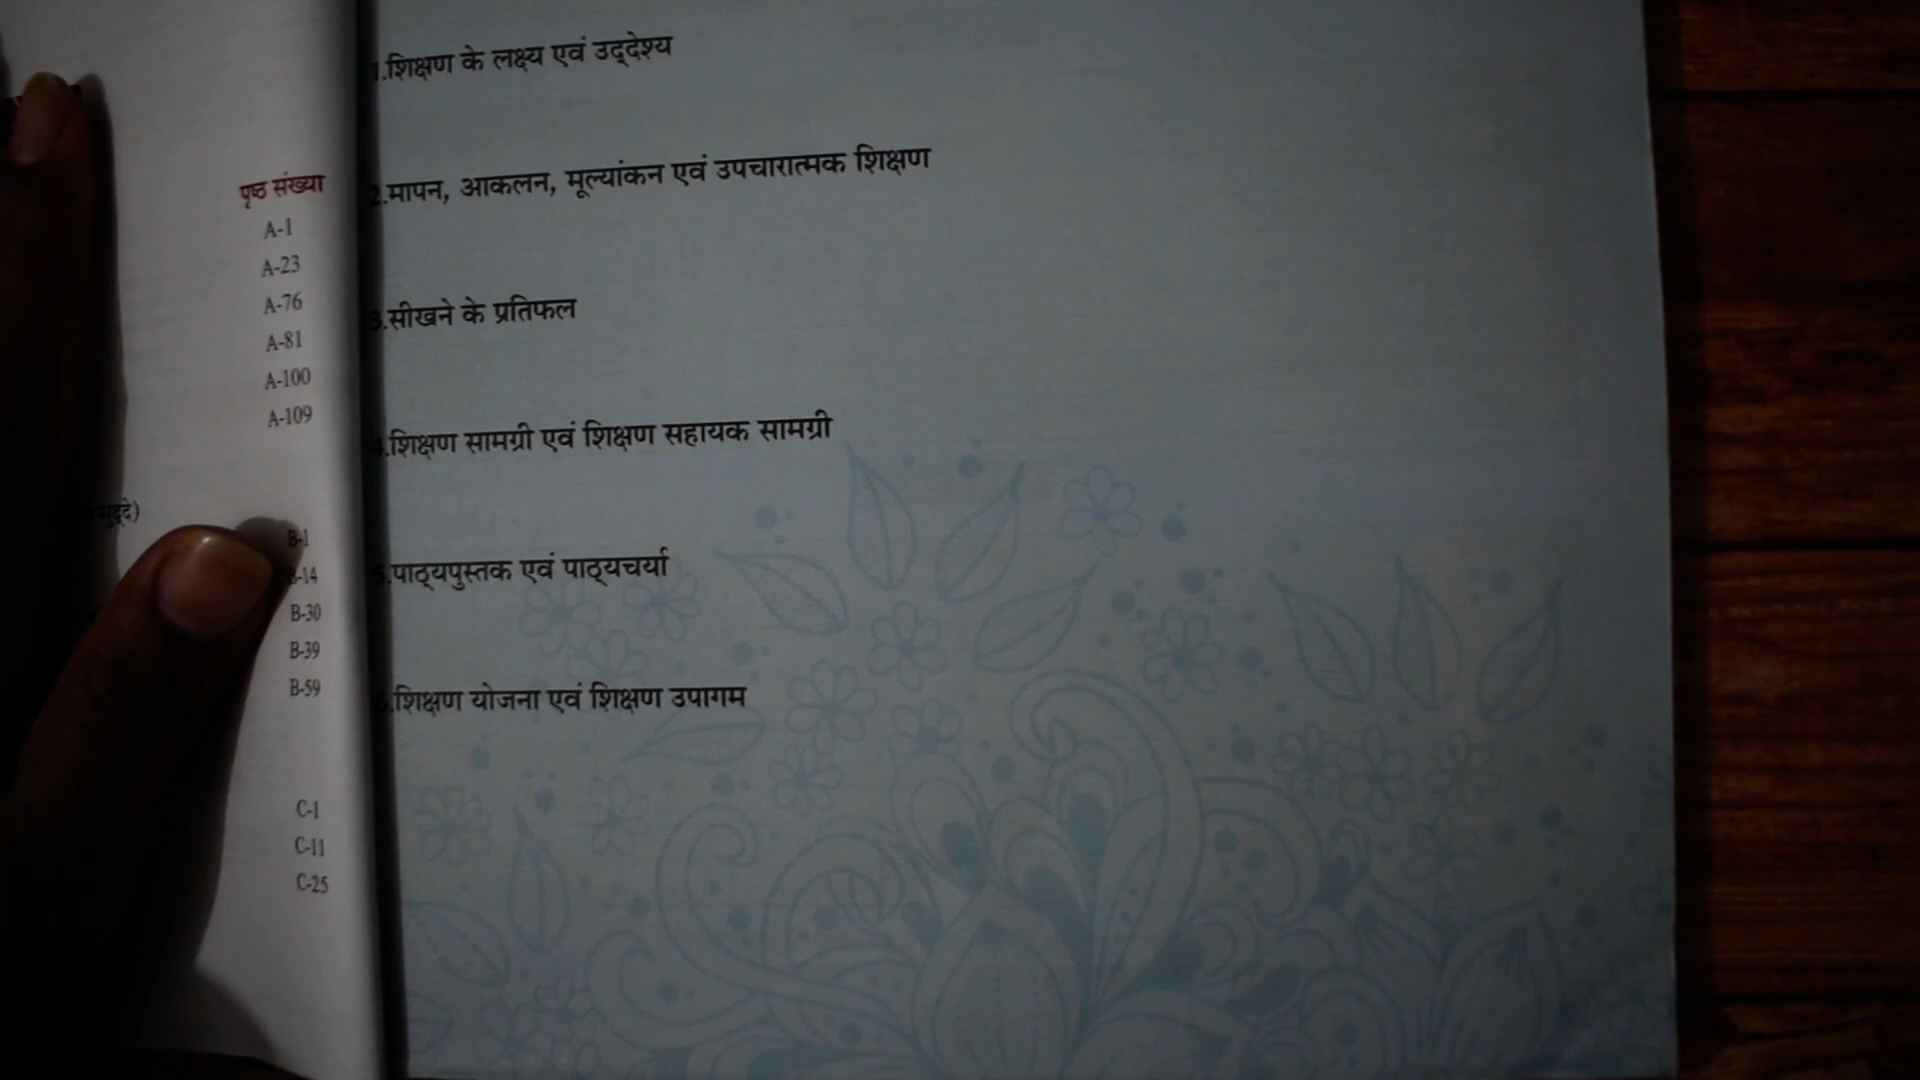 पृष्ठ संख्या
A-1
A-23
A-76
A-81
A-100
A-109
मुद्दे)
B-1
B-14
B-30
B-39
B-59
C-1
C-11
C-25
1.शिक्षण के लक्ष्य एवं उद्देश्य
2.मापन, आकलन, मूल्यांकन एवं उपचारात्मक शिक्षण
3.सीखने के प्रतिफल
4.शिक्षण सामग्री एवं शिक्षण सहायक सामग्री
5.पाठ्यपुस्तक एवं पाठ्यचर्या
6.शिक्षण योजना एवं शिक्षण उपागम